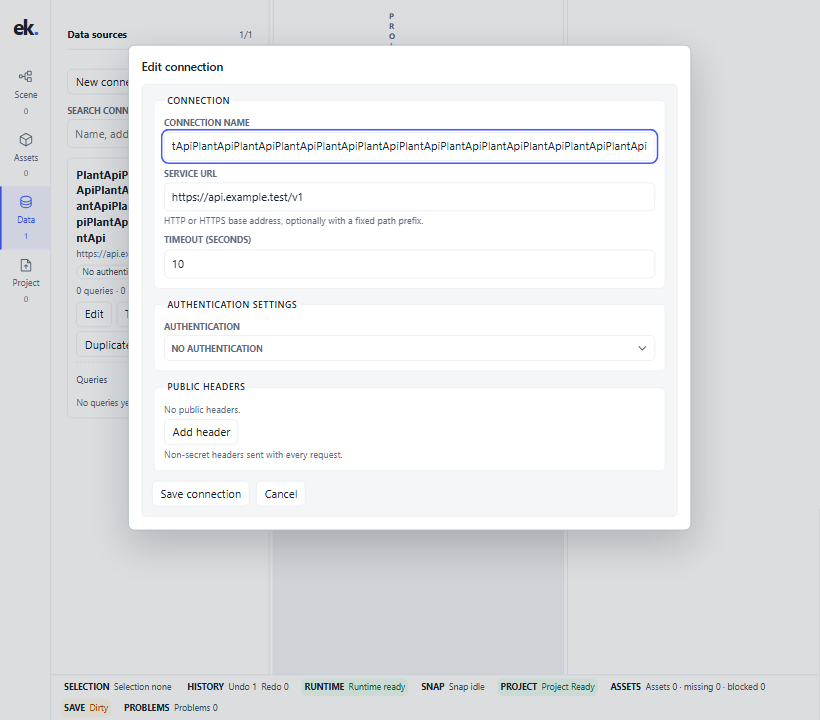 ek.
Scene
0
Assets
0
Data
1
Project
0
Data sources 1/1
P
R
O
New conne
SEARCH CONN
Name, add
PlantApiP
ApiPlantA
antApiPla
piPlantAp
ntApi
https://api.ex
No authenti
0 queries · 0
Edit
Duplicate
Queries
No queries ye
Edit connection
CONNECTION
CONNECTION NAME
tApiPlantApiPlantApiPlantApiPlantApiPlantApiPlantApiPlantApiPlantApiPlantApiPlantApiPlantApi
SERVICE URL
https://api.example.test/v1
HTTP or HTTPS base address, optionally with a fixed path prefix.
TIMEOUT (SECONDS)
10
AUTHENTICATION SETTINGS
AUTHENTICATION
NO AUTHENTICATION
PUBLIC HEADERS
No public headers.
Add header
Non-secret headers sent with every request.
Save connection Cancel
SELECTION Selection none HISTORY Undo 1 Redo 0 RUNTIME Runtime ready SNAP Snap idle PROJECT Project Ready ASSETS Assets 0 · missing 0 · blocked 0
SAVE Dirty PROBLEMS Problems 0